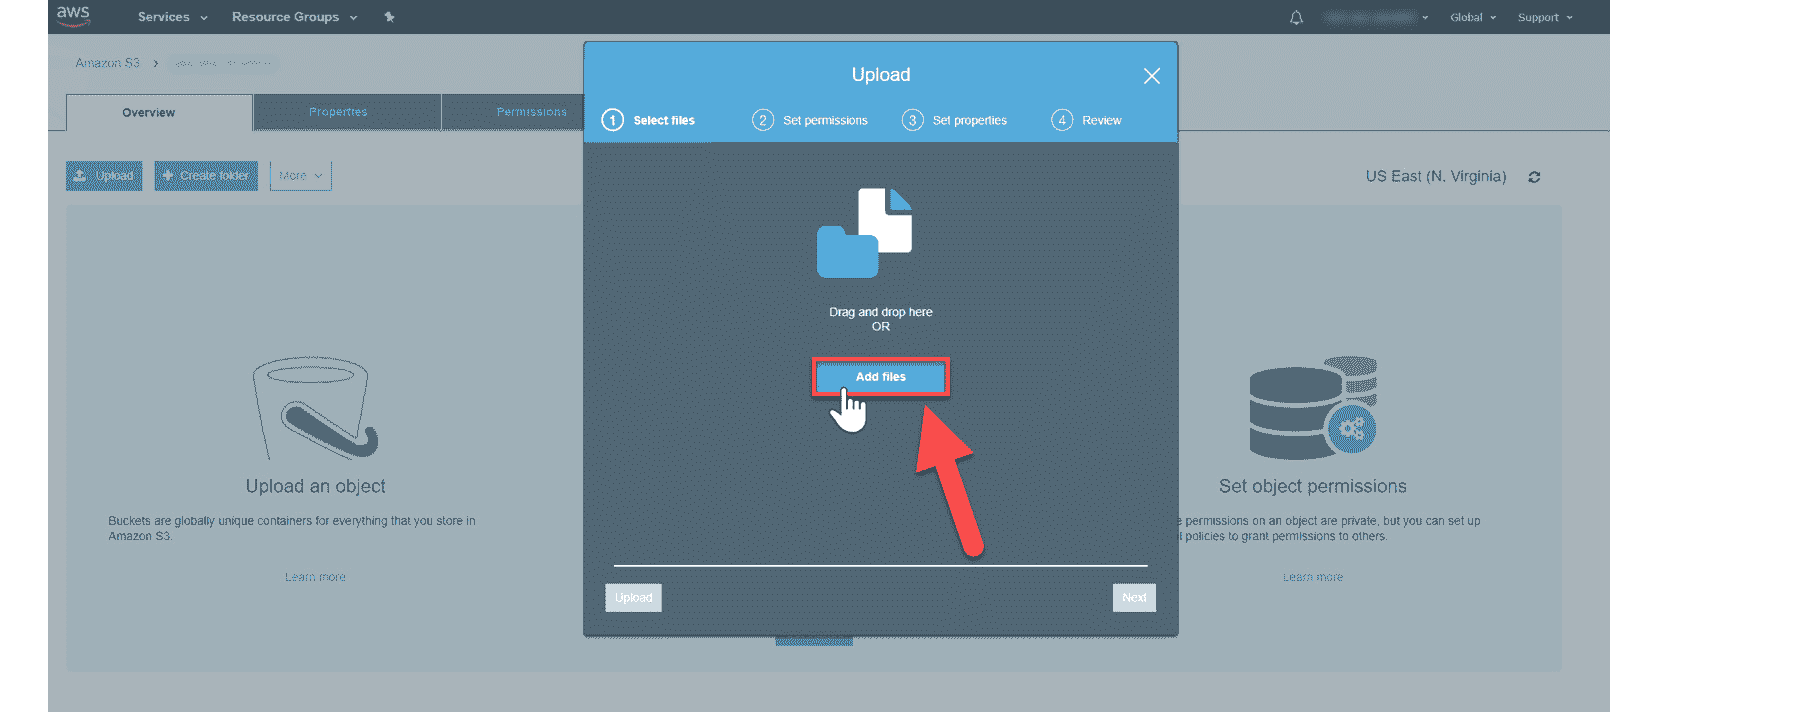 aws Services Resource Groups Global Support
Amazon S3
Overview Properties Permissions
Upload Create folder More
US East (N. Virginia)
Upload
1 Select files 2 Set permissions 3 Set properties 4 Review
Drag and drop here
OR
Add files
Upload Next
Upload an object
Buckets are globally unique containers for everything that you store in
Amazon S3.
Learn more
Set object permissions
permissions on an object are private, but you can set up
policies to grant permissions to others.
Learn more